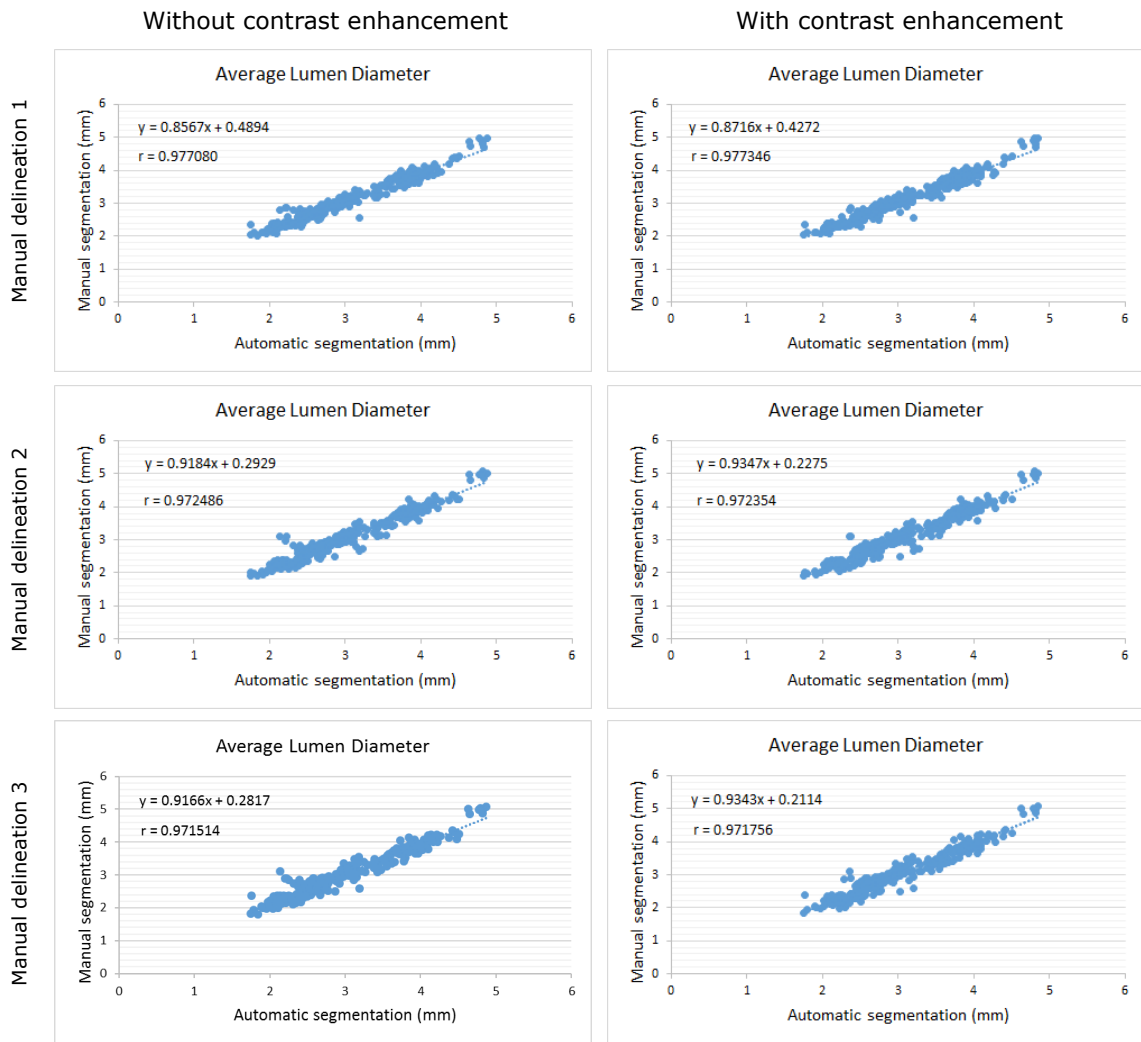 Without contrast enhancement
With contrast enhancement
Manual delineation 1
Average Lumen Diameter
Manual segmentation (mm)
y = 0.8567x + 0.4894
r = 0.977080
6
5
4
3
2
1
0
0 1 2 3 4 5 6
Automatic segmentation (mm)
Average Lumen Diameter
Manual segmentation (mm)
y = 0.8716x + 0.4272
r = 0.977346
6
5
4
3
2
1
0
0 1 2 3 4 5 6
Automatic segmentation (mm)
Manual delineation 2
Average Lumen Diameter
Manual segmentation (mm)
y = 0.9184x + 0.2929
r = 0.972486
6
5
4
3
2
1
0
0 1 2 3 4 5 6
Automatic segmentation (mm)
Average Lumen Diameter
Manual segmentation (mm)
y = 0.9347x + 0.2275
r = 0.972354
6
5
4
3
2
1
0
0 1 2 3 4 5 6
Automatic segmentation (mm)
Manual delineation 3
Average Lumen Diameter
Manual segmentation (mm)
y = 0.9166x + 0.2817
r = 0.971514
6
5
4
3
2
1
0
0 1 2 3 4 5 6
Automatic segmentation (mm)
Average Lumen Diameter
Manual segmentation (mm)
y = 0.9343x + 0.2114
r = 0.971756
6
5
4
3
2
1
0
0 1 2 3 4 5 6
Automatic segmentation (mm)